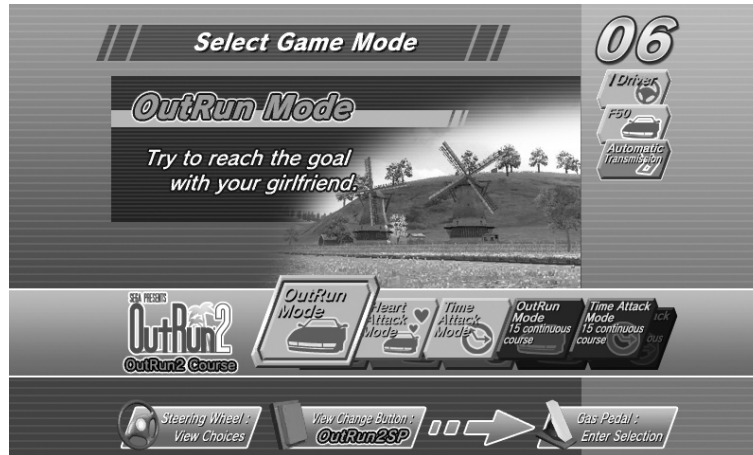 Select Game Mode
06
1 Driver
F50
Automatic
Transmission
OutRun Mode
Try to reach the goal
with your girlfriend.
SEGA PRESENTS
OutRun2
OutRun2 Course
OutRun
Mode
Heart
Attack
Mode
Time
Attack
Mode
OutRun
Mode
15 continuous
course
Time Attack
Mode
15 continuous
course
Steering Wheel :
View Choices
View Change Button :
OutRun2SP
Gas Pedal :
Enter Selection